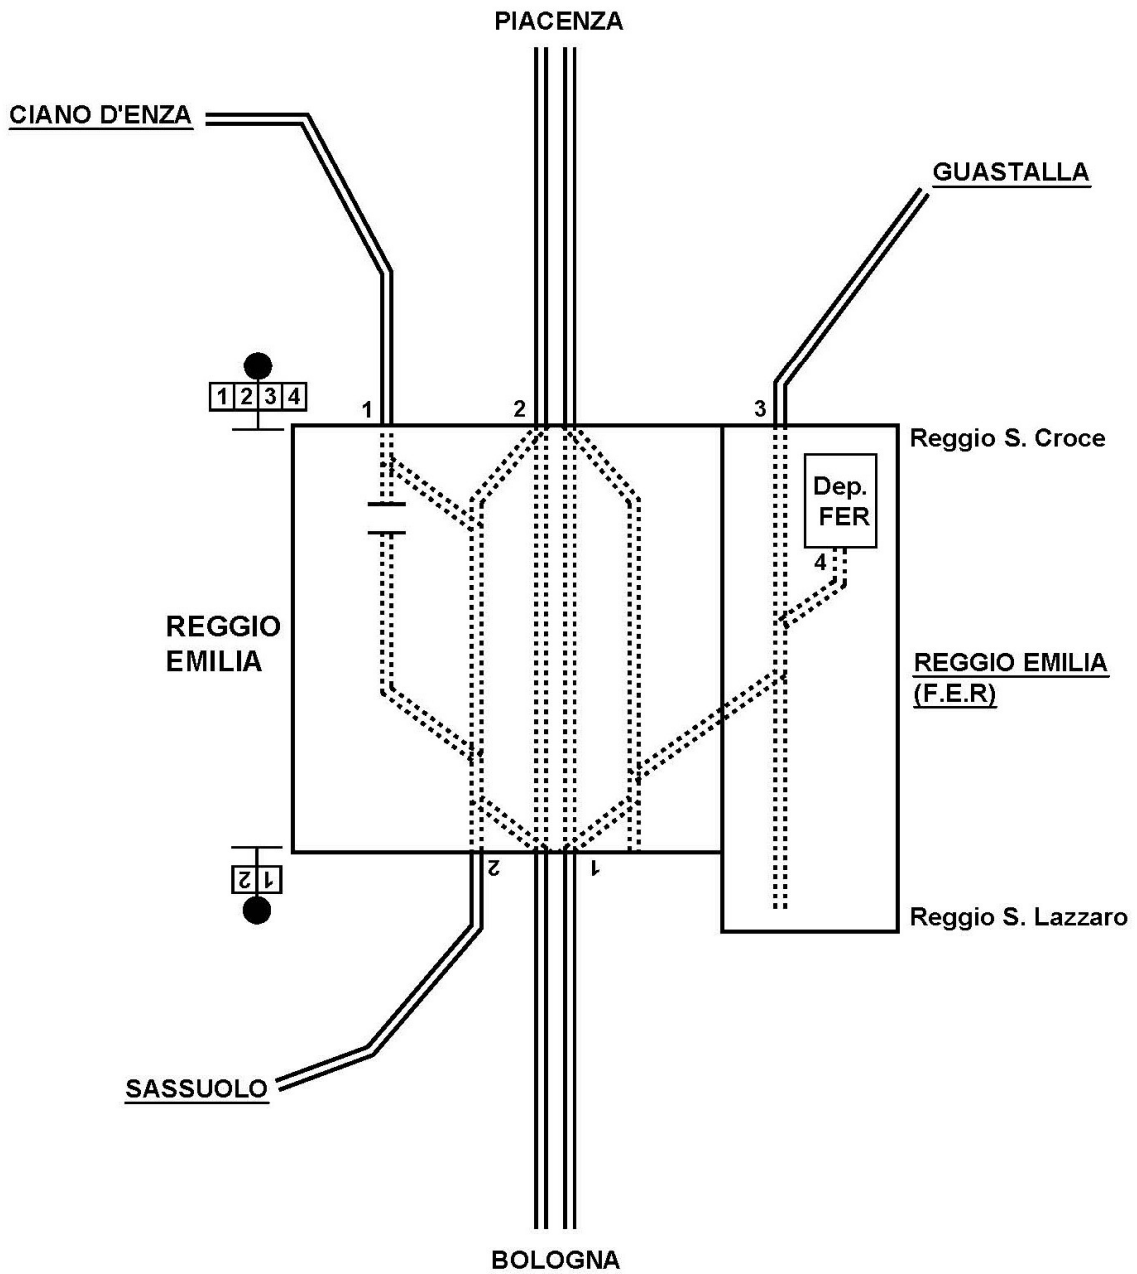 PIACENZA
CIANO D'ENZA
GUASTALLA
1 2 3 4
1
2
3
Reggio S. Croce
Dep.
FER
4
REGGIO
EMILIA
REGGIO EMILIA
(F.E.R)
2 1
2
1
Reggio S. Lazzaro
SASSUOLO
BOLOGNA